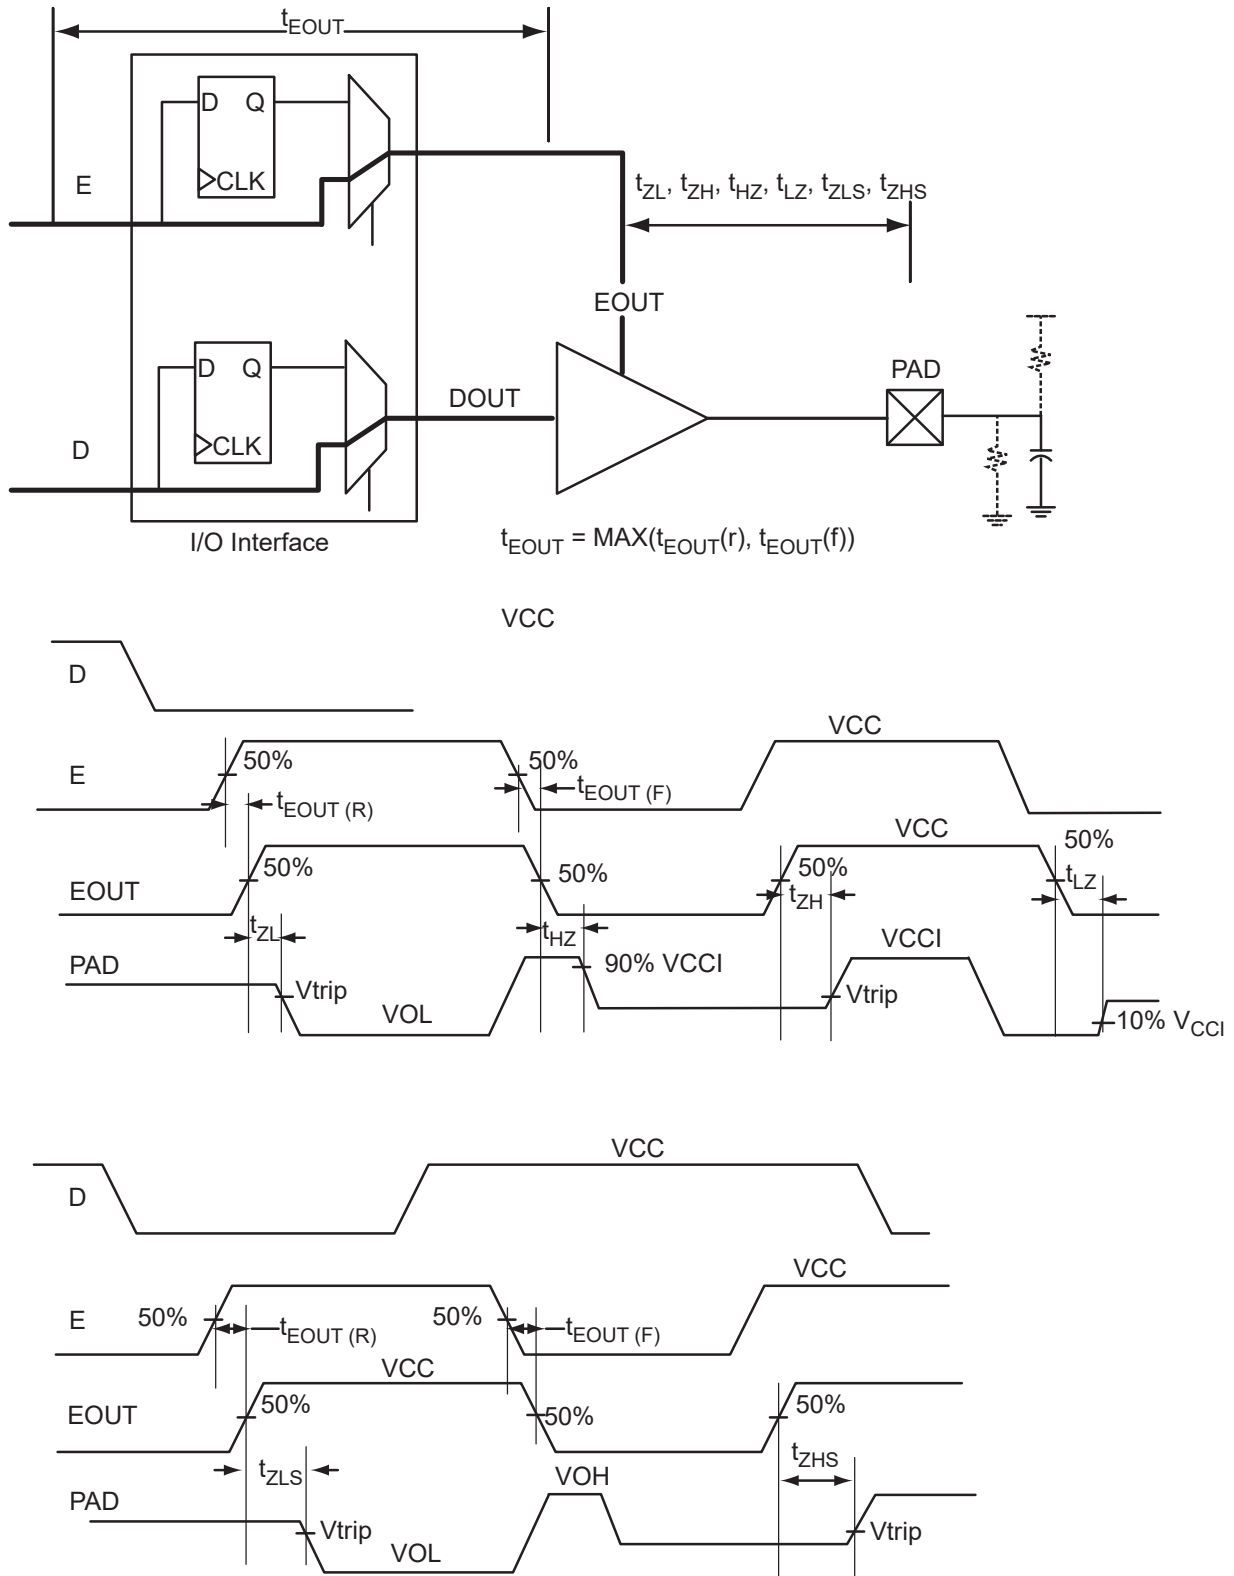 tEOUT
D Q
CLK
E
tZL, tZH, tHZ, tLZ, tZLS, tZHS
EOUT
D Q
CLK
D
DOUT
PAD
I/O Interface
tEOUT = MAX(tEOUT(r), tEOUT(f))
VCC
D
VCC
E
50%
50%
tEOUT (R)
tEOUT (F)
VCC
50%
EOUT
50%
50%
50%
tZL
tHZ
tZH
tLZ
PAD
Vtrip
VOL
90% VCCI
VCCI
Vtrip
10% VCCI
VCC
D
VCC
E
50%
tEOUT (R)
50%
tEOUT (F)
VCC
EOUT
50%
50%
50%
tZLS
VOH
tZHS
PAD
Vtrip
VOL
Vtrip